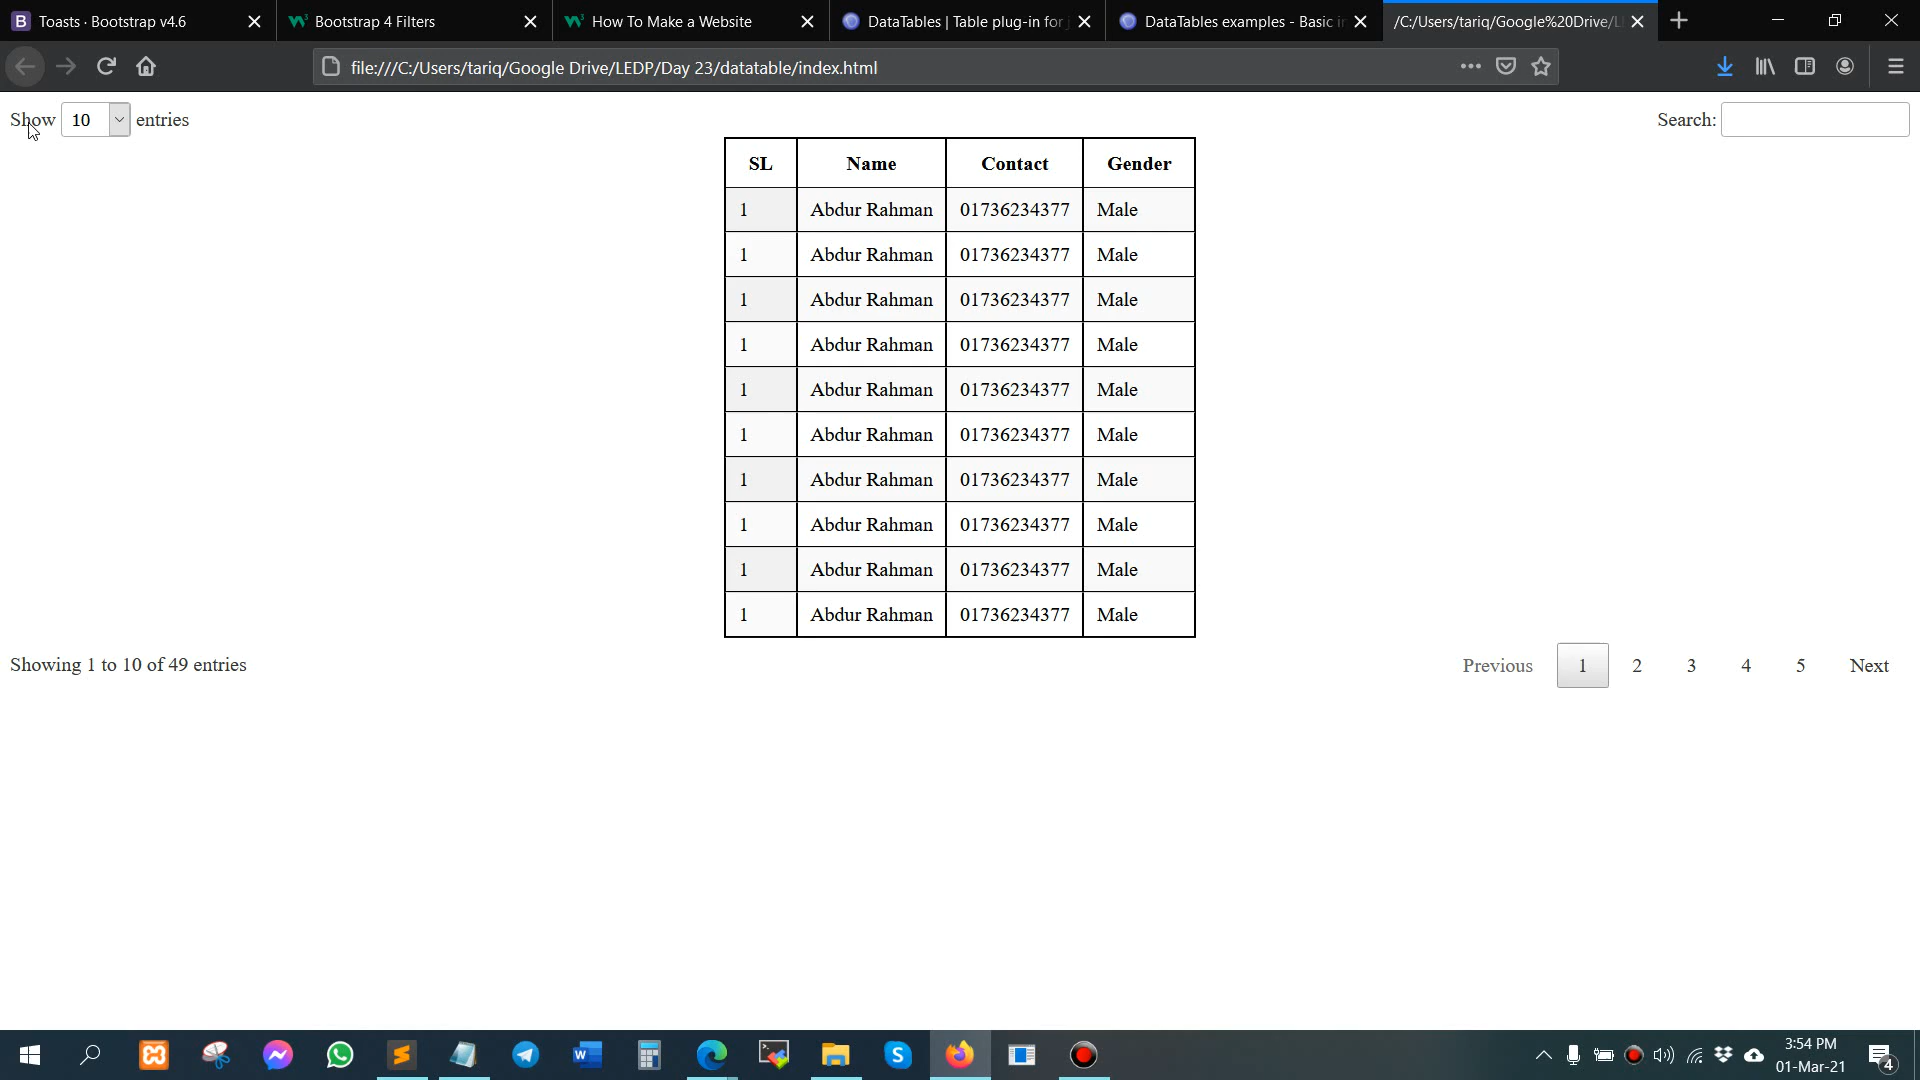 Toasts · Bootstrap v4.6
Bootstrap 4 Filters
How To Make a Website
DataTables | Table plug-in for j
DataTables examples - Basic in
/C:/Users/tariq/Google%20Drive/L
file:///C:/Users/tariq/Google Drive/LEDP/Day 23/datatable/index.html
Show 10 entries
Search:
SL Name Contact Gender
1 Abdur Rahman 01736234377 Male
1 Abdur Rahman 01736234377 Male
1 Abdur Rahman 01736234377 Male
1 Abdur Rahman 01736234377 Male
1 Abdur Rahman 01736234377 Male
1 Abdur Rahman 01736234377 Male
1 Abdur Rahman 01736234377 Male
1 Abdur Rahman 01736234377 Male
1 Abdur Rahman 01736234377 Male
1 Abdur Rahman 01736234377 Male
Showing 1 to 10 of 49 entries
Previous 1 2 3 4 5 Next
3:54 PM
01-Mar-21
4